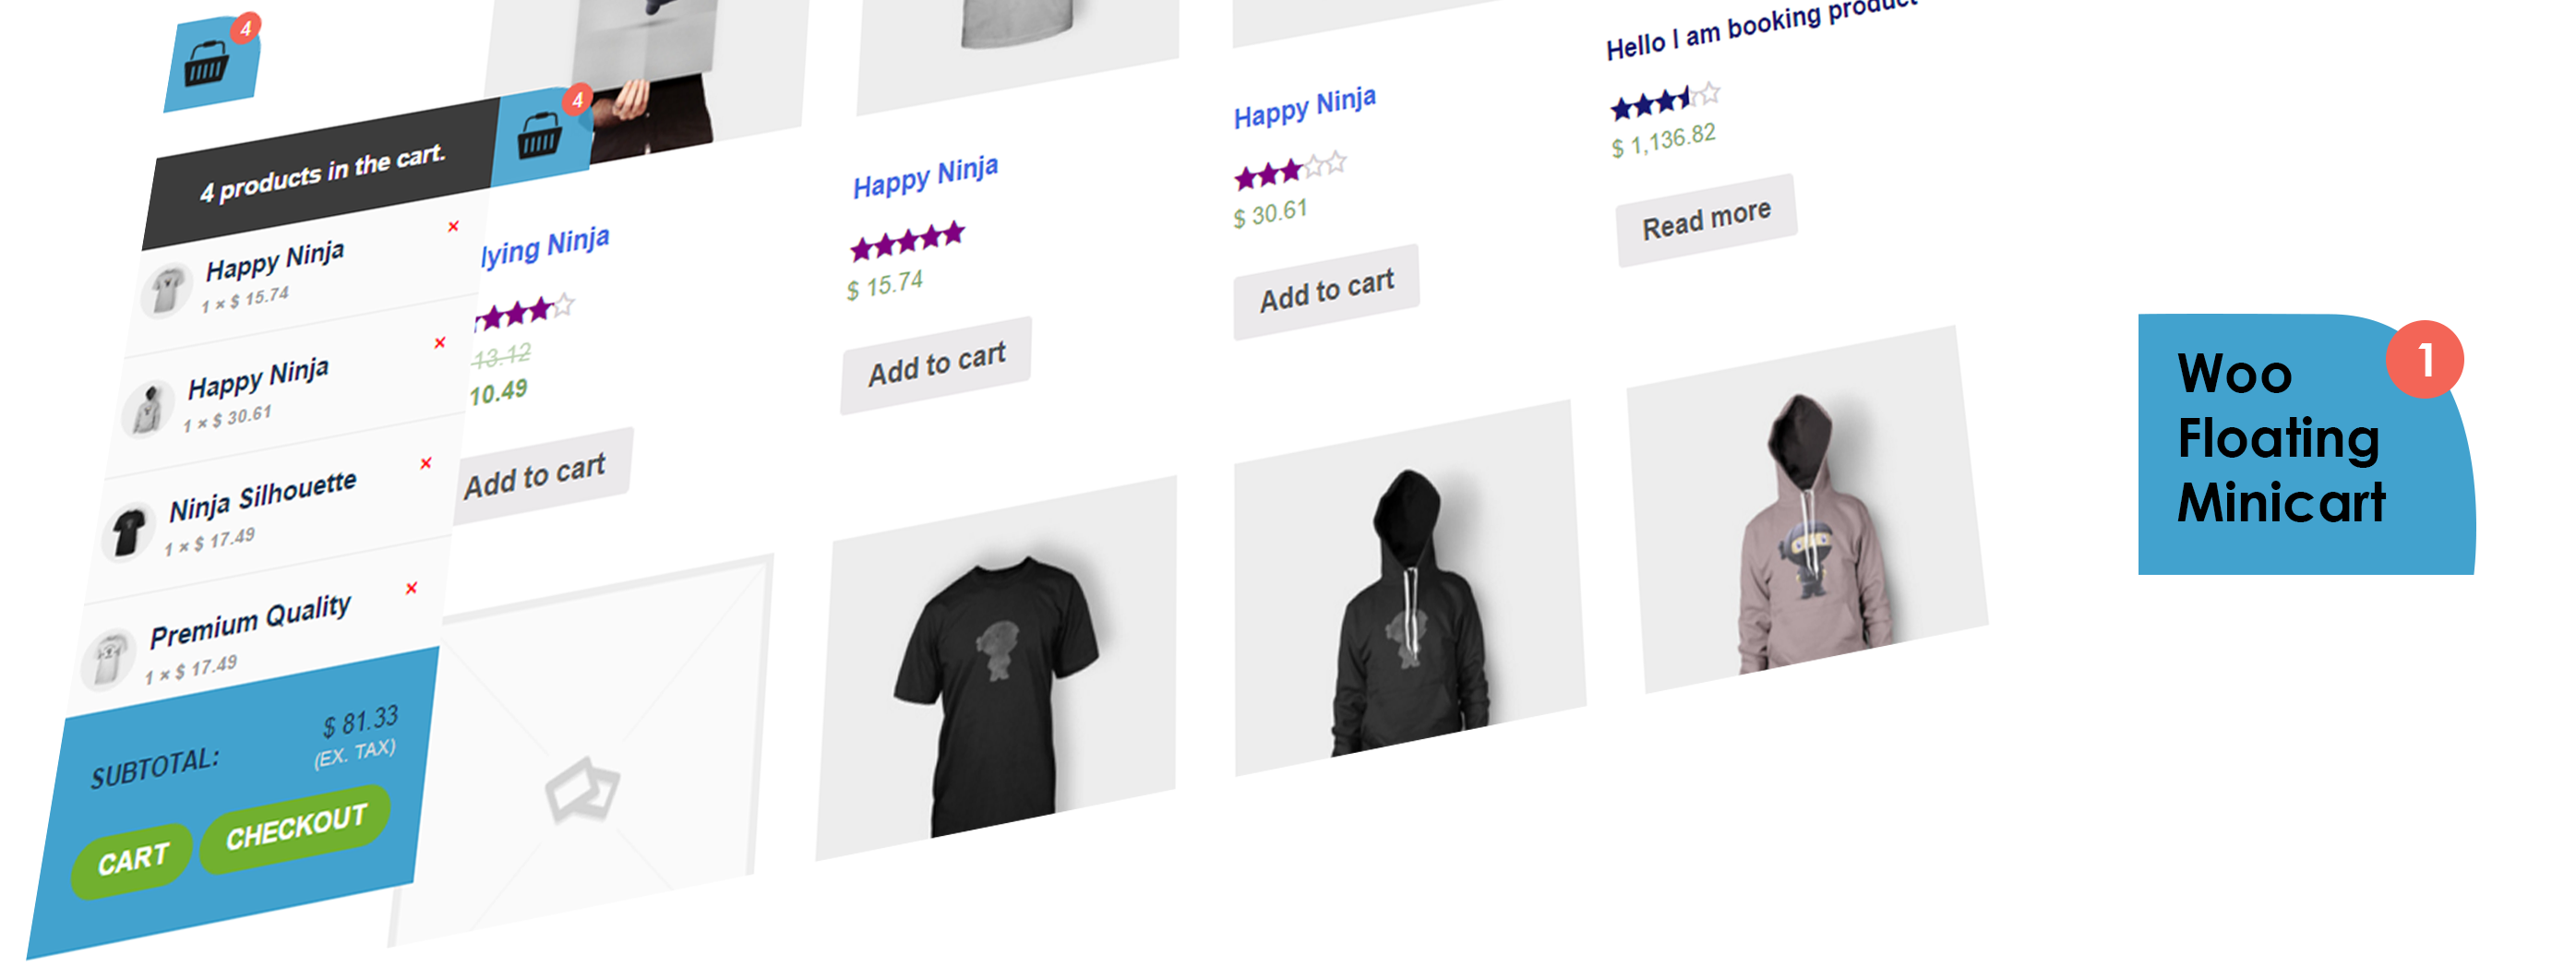 4
4
4 products in the cart.
Happy Ninja
1 × $ 15.74
Happy Ninja
1 × $ 30.61
Ninja Silhouette
1 × $ 17.49
Premium Quality
1 × $ 17.49
SUBTOTAL:
$ 81.33
(EX. TAX)
CART
CHECKOUT
lying Ninja
13.12
10.49
Add to cart
Happy Ninja
$ 15.74
Add to cart
Happy Ninja
$ 30.61
Add to cart
Hello I am booking product
$ 1,136.82
Read more
Woo
Floating
Minicart
1